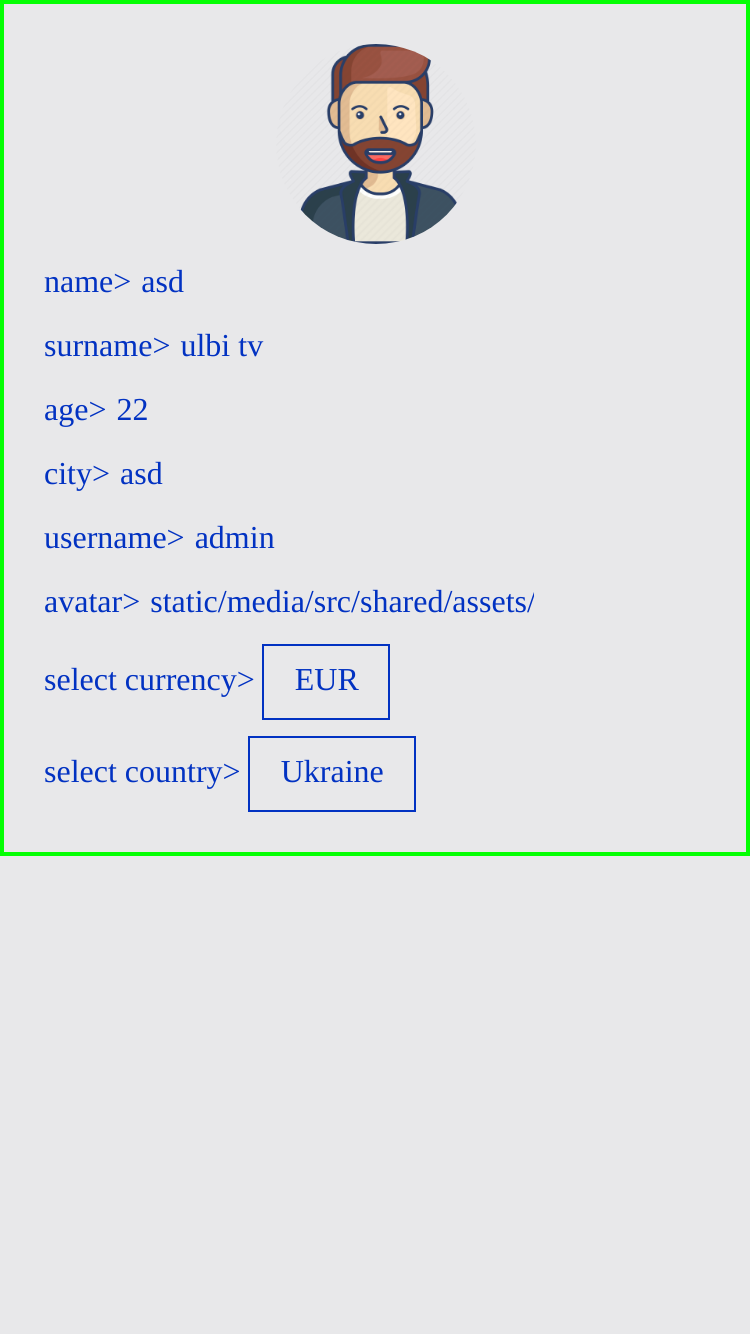 name> asd
surname> ulbi tv
age> 22
city> asd
username> admin
avatar> static/media/src/shared/assets/
select currency> EUR
select country> Ukraine